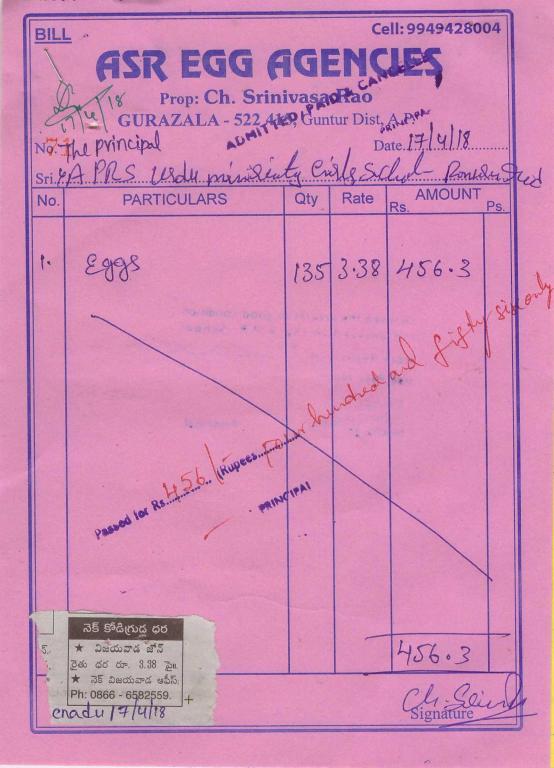 BILL
Cell: 9949428004
ASR EGG AGENCIES
Prop: Ch. Srinivasa Rao
GURAZALA - 522 415, Guntur Dist, A.P.
17/4/18
ADMITTED / PAID & CANCELLED
PRINCIPAL
No. The principal
Date. 17/4/18
Sri. APRS Urdu minority Girls School
No. PARTICULARS Qty Rate AMOUNT
Rs. Ps.
1. Eggs 135 3.38 456.3
Passed for Rs. 456/- (Rupees Four hundred and fifty six only
PRINCIPAL
456.3
నెక్ కోడిగ్రుడ్ల ధర
★ విజయవాడ జోన్
రైతు ధర రూ. 3.38 పై॥
★ నెక్ విజయవాడ ఆఫీస్:
Ph: 0866 - 6582559.
enadu 17/4/18
Signature